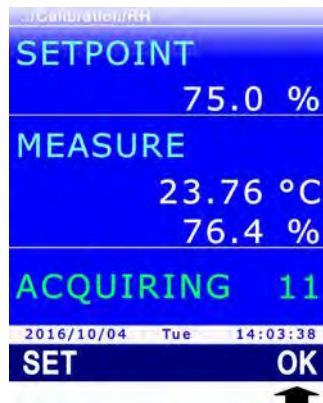 ../Calibration/RH
SETPOINT
75.0 %
MEASURE
23.76 °C
76.4 %
ACQUIRING 11
2016/10/04 Tue 14:03:38
SET OK